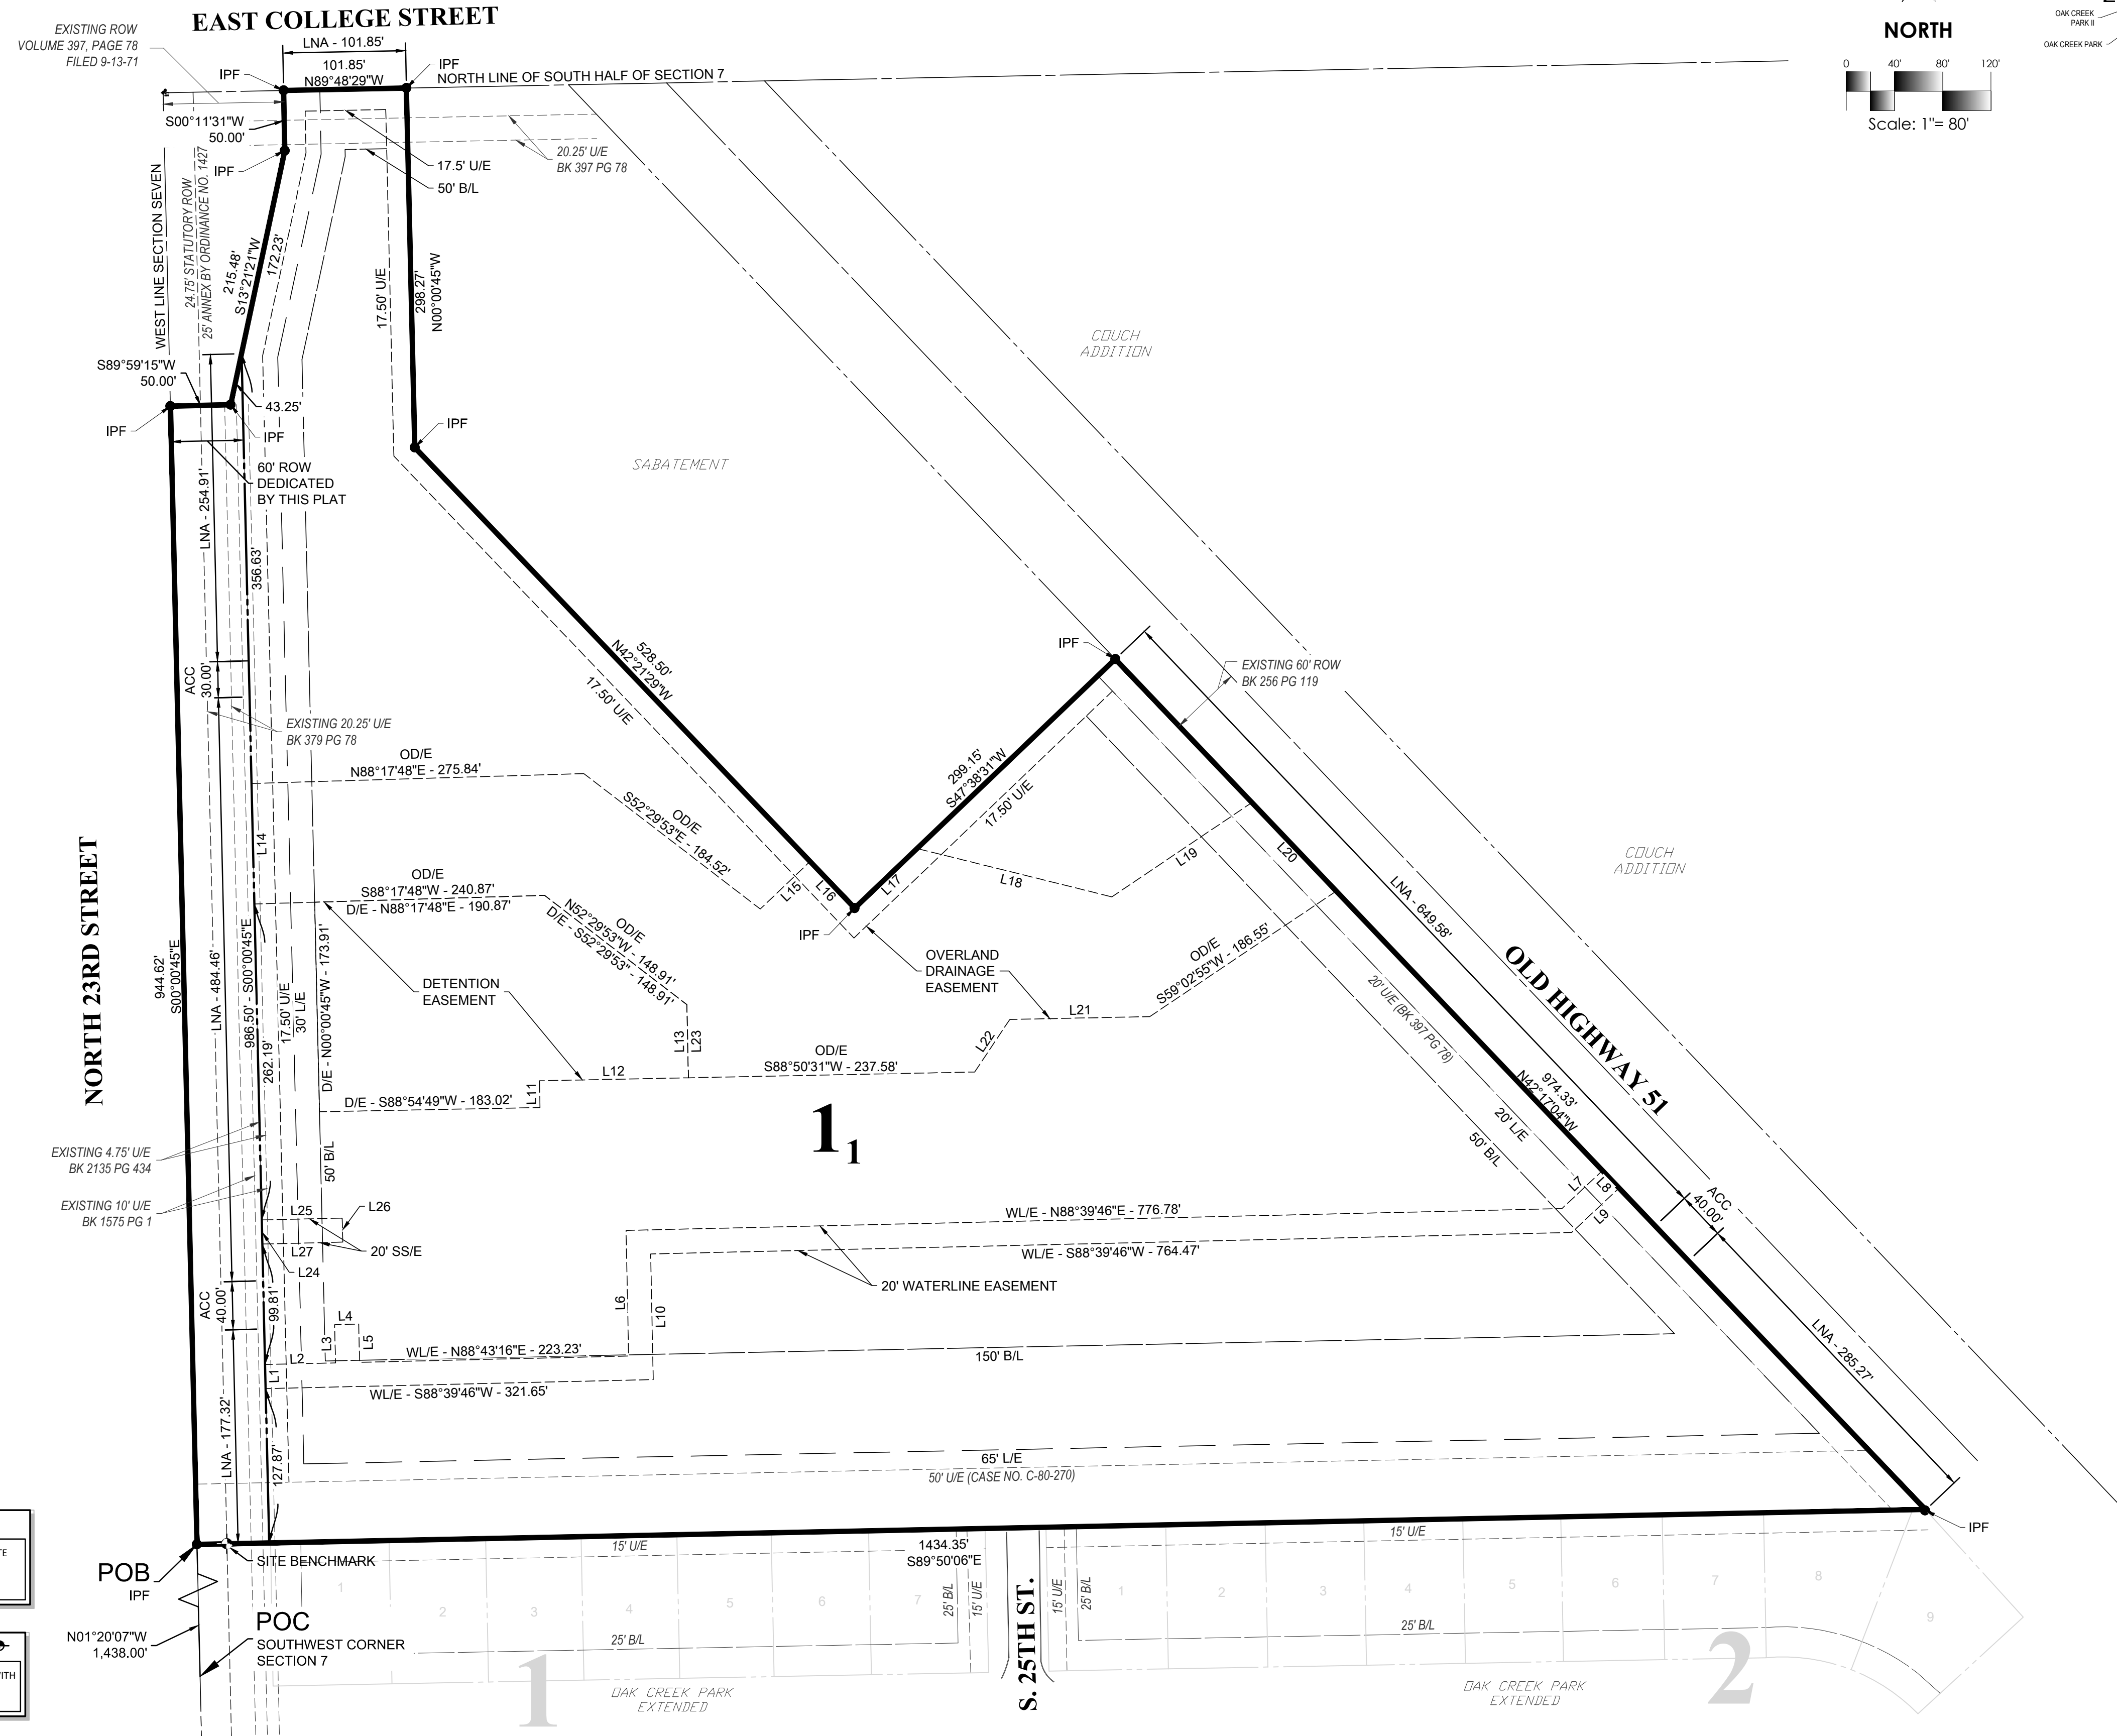 EAST COLLEGE STREET
EXISTING ROW
VOLUME 397, PAGE 78
FILED 9-13-71
LNA - 101.85'
101.85'
N89°48'29"W
IPF
IPF
NORTH LINE OF SOUTH HALF OF SECTION 7
NORTH
0 40' 80' 120'
Scale: 1"= 80'
OAK CREEK
PARK II
OAK CREEK PARK
S00°11'31"W
50.00'
IPF
17.5' U/E
50' B/L
20.25' U/E
BK 397 PG 78
WEST LINE SECTION SEVEN
24.75' STATUTORY ROW
25' ANNEX BY ORDINANCE NO. 1427
215.48'
S13°21'21"W
172.23'
17.50' U/E
298.27'
N00°00'45"W
S89°59'15"W
50.00'
43.25'
IPF
IPF
IPF
60' ROW
DEDICATED
BY THIS PLAT
COUCH
ADDITION
SABATEMENT
LNA - 254.91'
356.63'
528.50'
N42°21'29"W
17.50' U/E
IPF
EXISTING 60' ROW
BK 256 PG 119
ACC
30.00'
EXISTING 20.25' U/E
BK 379 PG 78
OD/E
N88°17'48"E - 275.84'
OD/E
S52°29'53"E - 184.52'
299.15'
S47°38'31"W
17.50' U/E
L14
L15
L16
L17
L18
L19
L20
COUCH
ADDITION
OD/E
S88°17'48"W - 240.87'
D/E - N88°17'48"E - 190.87'
OD/E
N52°29'53"W - 148.91'
D/E - S52°29'53" - 148.91'
IPF
LNA - 649.58'
NORTH 23RD STREET
944.62'
S00°00'45"E
LNA - 484.46'
986.50' - S00°00'45"E
262.19'
17.50' U/E
30' L/E
D/E - N00°00'45"W - 173.91'
DETENTION
EASEMENT
OVERLAND
DRAINAGE
EASEMENT
OD/E
S59°02'55"W - 186.55'
L21
L22
20' U/E (BK 397 PG 78)
OLD HIGHWAY 51
L13
L23
OD/E
S88°50'31"W - 237.58'
L12
L11
D/E - S88°54'49"W - 183.02'
974.33'
N42°17'04"W
20' L/E
50' B/L
1 1
EXISTING 4.75' U/E
BK 2135 PG 434
50' B/L
EXISTING 10' U/E
BK 1575 PG 1
L25
L26
L27
20' SS/E
L24
L7
L8
L9
ACC
40.00'
WL/E - N88°39'46"E - 776.78'
WL/E - S88°39'46"W - 764.47'
20' WATERLINE EASEMENT
ACC
40.00'
99.81'
L6
L10
L4
L3
L5
L2
L1
WL/E - N88°43'16"E - 223.23'
150' B/L
WL/E - S88°39'46"W - 321.65'
LNA - 285.27'
LNA - 177.32'
127.87'
65' L/E
50' U/E (CASE NO. C-80-270)
IPF
POB
IPF
SITE BENCHMARK
15' U/E
1434.35'
S89°50'06"E
15' U/E
N01°20'07"W
1,438.00'
POC
SOUTHWEST CORNER
SECTION 7
1
2
3
4
5
6
7
25' B/L
15' U/E
S. 25TH ST.
15' U/E
25' B/L
1
2
3
4
5
6
7
8
9
25' B/L
25' B/L
1
OAK CREEK PARK
EXTENDED
OAK CREEK PARK
EXTENDED
2